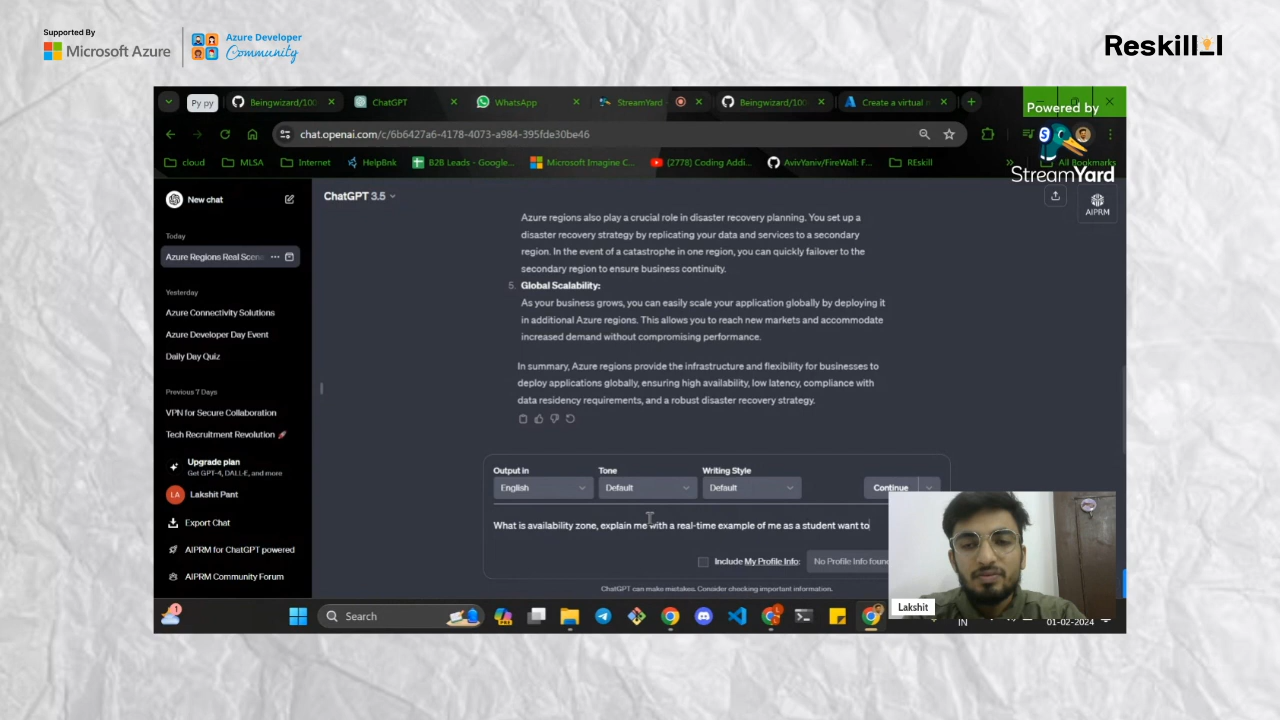 Supported By
Microsoft Azure
Azure Developer
Community
Reskill
Py py
Beingwizard/100
ChatGPT
WhatsApp
StreamYard
Beingwizard/100
Create a virtual m
Powered by
StreamYard
chat.openai.com/c/6b6427a6-4178-4073-a984-395fde30be46
cloud
MLSA
Internet
HelpBnk
B2B Leads - Google...
Microsoft Imagine C...
(2778) Coding Addi...
AvivYaniv/FireWall: F...
REskill
»
All Bookmarks
New chat
ChatGPT 3.5
AIPRM
Today
Azure Regions Real Scena
Yesterday
Azure Connectivity Solutions
Azure Developer Day Event
Daily Day Quiz
Previous 7 Days
VPN for Secure Collaboration
Tech Recruitment Revolution 🚀
Upgrade plan
Get GPT-4, DALL-E, and more
LA Lakshit Pant
Export Chat
AIPRM for ChatGPT powered
AIPRM Community Forum
Azure regions also play a crucial role in disaster recovery planning. You set up a
disaster recovery strategy by replicating your data and services to a secondary
region. In the event of a catastrophe in one region, you can quickly failover to the
secondary region to ensure business continuity.
5. Global Scalability:
As your business grows, you can easily scale your application globally by deploying it
in additional Azure regions. This allows you to reach new markets and accommodate
increased demand without compromising performance.
In summary, Azure regions provide the infrastructure and flexibility for businesses to
deploy applications globally, ensuring high availability, low latency, compliance with
data residency requirements, and a robust disaster recovery strategy.
Output in
Tone
Writing Style
English
Default
Default
Continue
What is availability zone, explain me with a real-time example of me as a student want to
Include My Profile Info:
No Profile Info found
ChatGPT can make mistakes. Consider checking important information.
Lakshit
1
Search
IN
01-02-2024